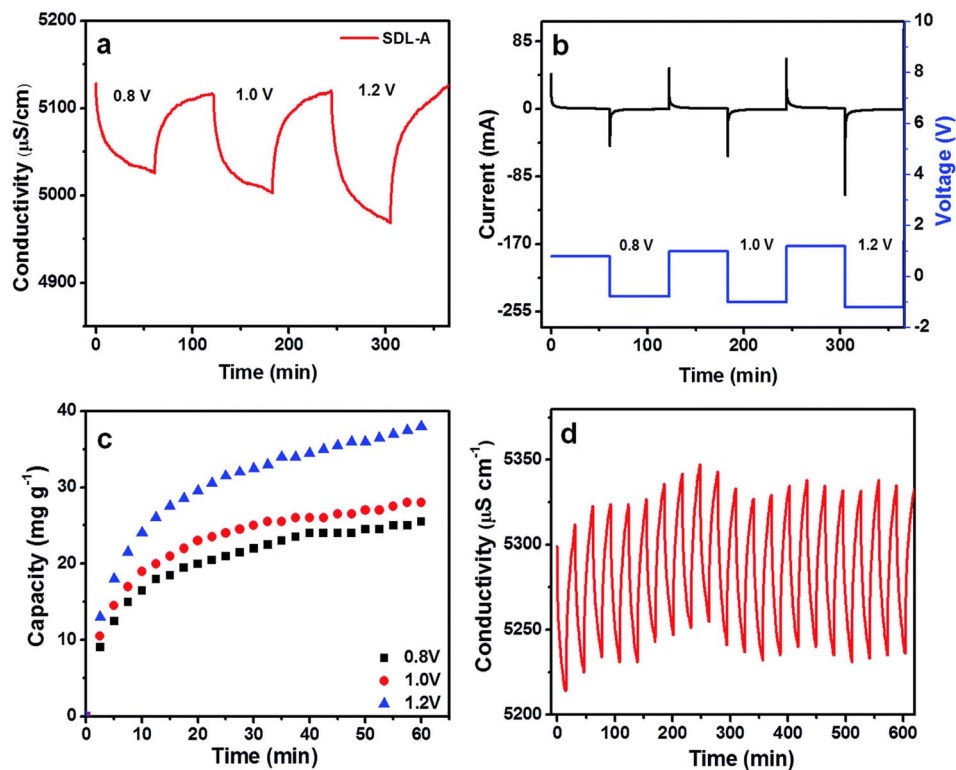 a
SDL-A
0.8 V 1.0 V 1.2 V
5200
5100
5000
4900
Conductivity (μS/cm)
0 100 200 300
Time (min)
b
85
0
-85
-170
-255
Current (mA)
10
8
6
4
2
0
-2
Voltage (V)
0.8 V 1.0 V 1.2 V
0 100 200 300
Time (min)
c
40
30
20
10
0
Capacity (mg g-1)
0.8V
1.0V
1.2V
0 10 20 30 40 50 60
Time (min)
d
5350
5300
5250
5200
Conductivity (μS cm-1)
0 100 200 300 400 500 600
Time (min)